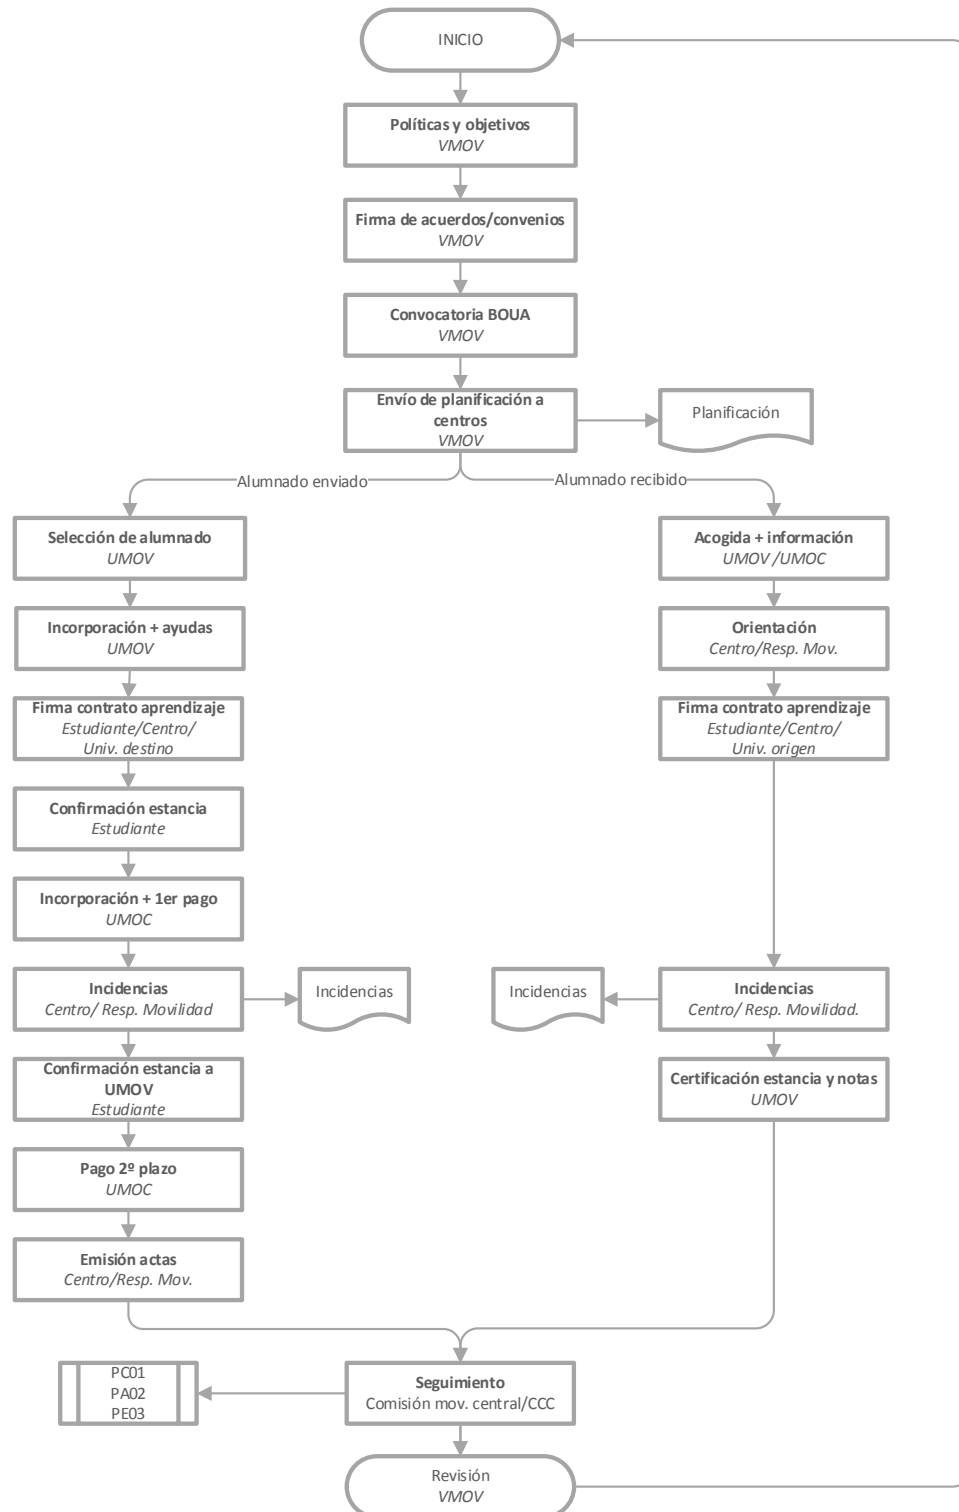 INICIO
Políticas y objetivos
VMOV
Firma de acuerdos/convenios
VMOV
Convocatoria BOUA
VMOV
Envío de planificación a
centros
VMOV
Planificación
Alumnado enviado
Alumnado recibido
Selección de alumnado
UMOV
Incorporación + ayudas
UMOV
Firma contrato aprendizaje
Estudiante/Centro/
Univ. destino
Confirmación estancia
Estudiante
Incorporación + 1er pago
UMOC
Incidencias
Centro/ Resp. Movilidad
Incidencias
Confirmación estancia a
UMOV
Estudiante
Pago 2º plazo
UMOC
Emisión actas
Centro/Resp. Mov.
Acogida + información
UMOV /UMOC
Orientación
Centro/Resp. Mov.
Firma contrato aprendizaje
Estudiante/Centro/
Univ. origen
Incidencias
Incidencias
Centro/ Resp. Movilidad.
Certificación estancia y notas
UMOV
PC01
PA02
PE03
Seguimiento
Comisión mov. central/CCC
Revisión
VMOV